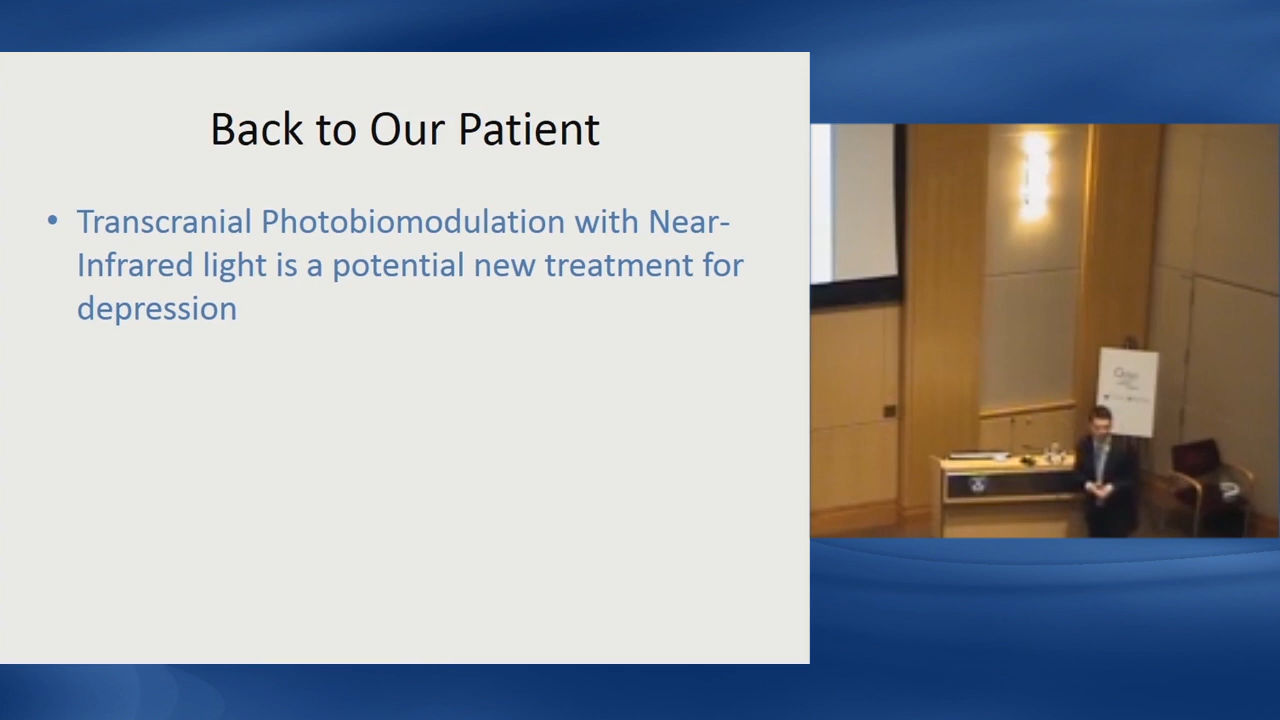 Back to Our Patient
• Transcranial Photobiomodulation with Near-
Infrared light is a potential new treatment for
depression